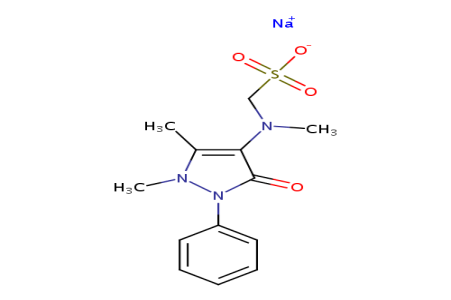 Na+
O O-
S
O
N CH3
H3C
H3C N O
N